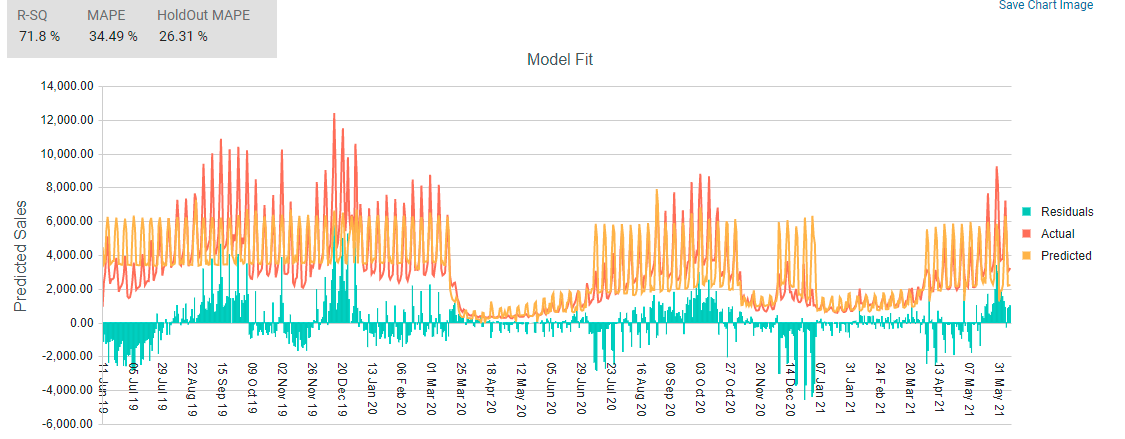 Save Chart Image
R-SQ MAPE HoldOut MAPE
71.8 % 34.49 % 26.31 %
Model Fit
Predicted Sales
14,000.00
12,000.00
10,000.00
8,000.00
6,000.00
4,000.00
2,000.00
0.00
-2,000.00
-4,000.00
-6,000.00
11 Jun 19
05 Jul 19
29 Jul 19
22 Aug 19
15 Sep 19
09 Oct 19
02 Nov 19
26 Nov 19
20 Dec 19
13 Jan 20
06 Feb 20
01 Mar 20
25 Mar 20
18 Apr 20
12 May 20
05 Jun 20
29 Jun 20
23 Jul 20
16 Aug 20
09 Sep 20
03 Oct 20
27 Oct 20
20 Nov 20
14 Dec 20
07 Jan 21
31 Jan 21
24 Feb 21
20 Mar 21
13 Apr 21
07 May 21
31 May 21
Residuals
Actual
Predicted